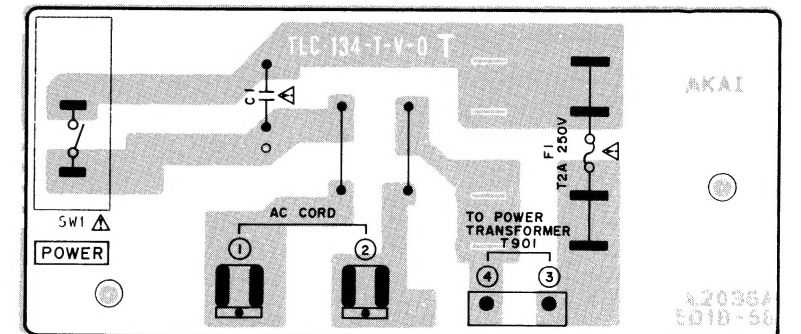 TLC 134-T-V-0 T
AKAI
C1
F1
T2A 250V
SW1
POWER
AC CORD
1
2
TO POWER
TRANSFORMER
T901
4
3